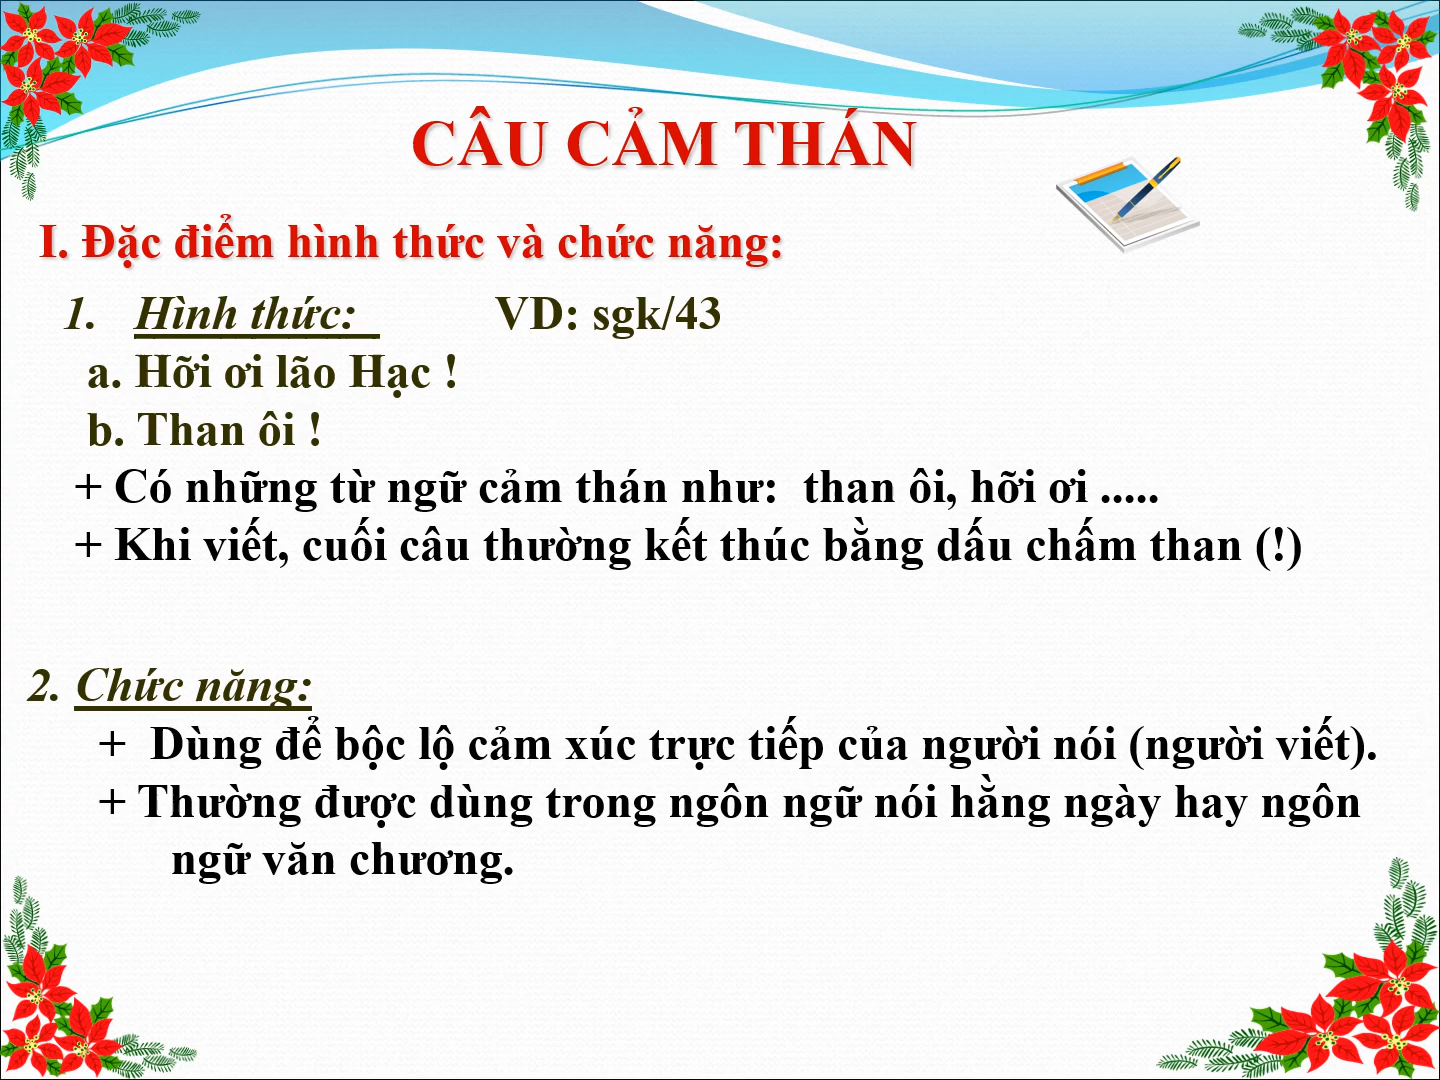 CÂU CẢM THÁN
I. Đặc điểm hình thức và chức năng:
1. Hình thức: VD: sgk/43
a. Hỡi ơi lão Hạc !
b. Than ôi !
+ Có những từ ngữ cảm thán như: than ôi, hỡi ơi .....
+ Khi viết, cuối câu thường kết thúc bằng dấu chấm than (!)
2. Chức năng:
+ Dùng để bộc lộ cảm xúc trực tiếp của người nói (người viết).
+ Thường được dùng trong ngôn ngữ nói hằng ngày hay ngôn
ngữ văn chương.